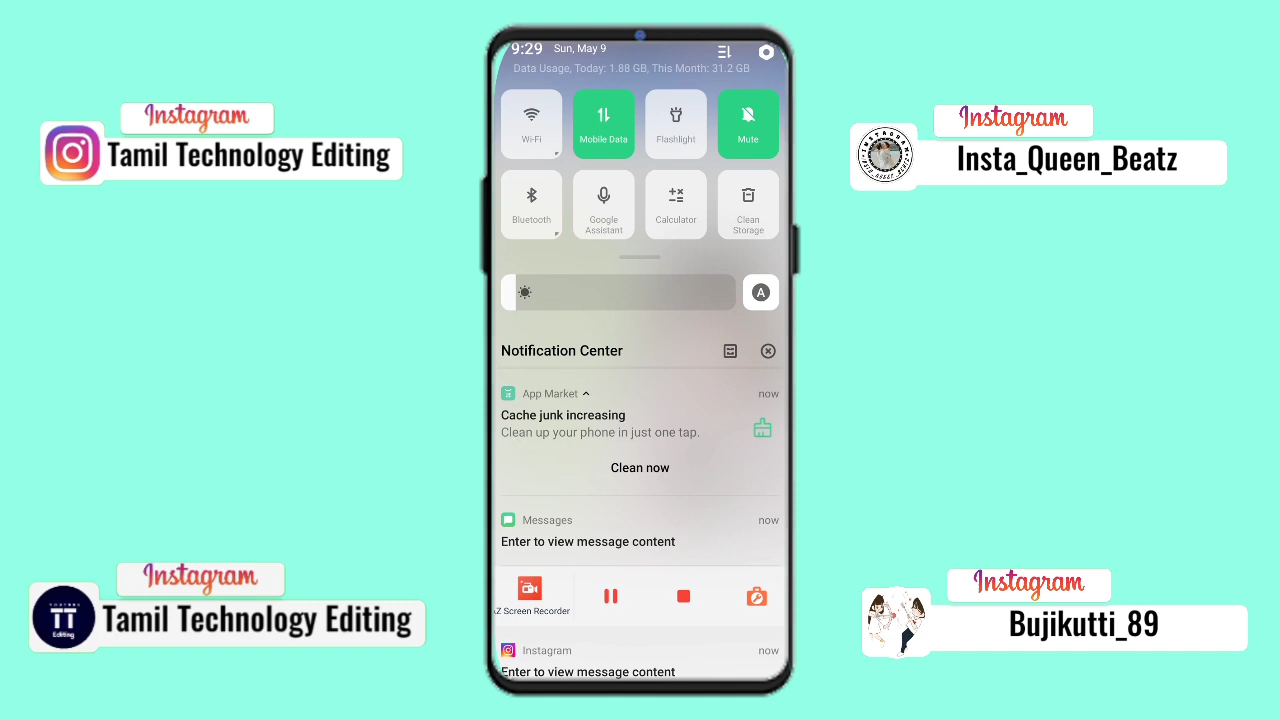 Instagram
Tamil Technology Editing
Instagram
Insta_Queen_Beatz
Instagram
TT
Editing
Tamil Technology Editing
Instagram
Bujikutti_89
9:29 Sun, May 9
Data Usage, Today: 1.88 GB, This Month: 31.2 GB
Wi-Fi
Mobile Data
Flashlight
Mute
Bluetooth
Google
Assistant
Calculator
Clean
Storage
A
Notification Center
App Market now
Cache junk increasing
Clean up your phone in just one tap.
Clean now
Messages now
Enter to view message content
AZ Screen Recorder
Instagram now
Enter to view message content